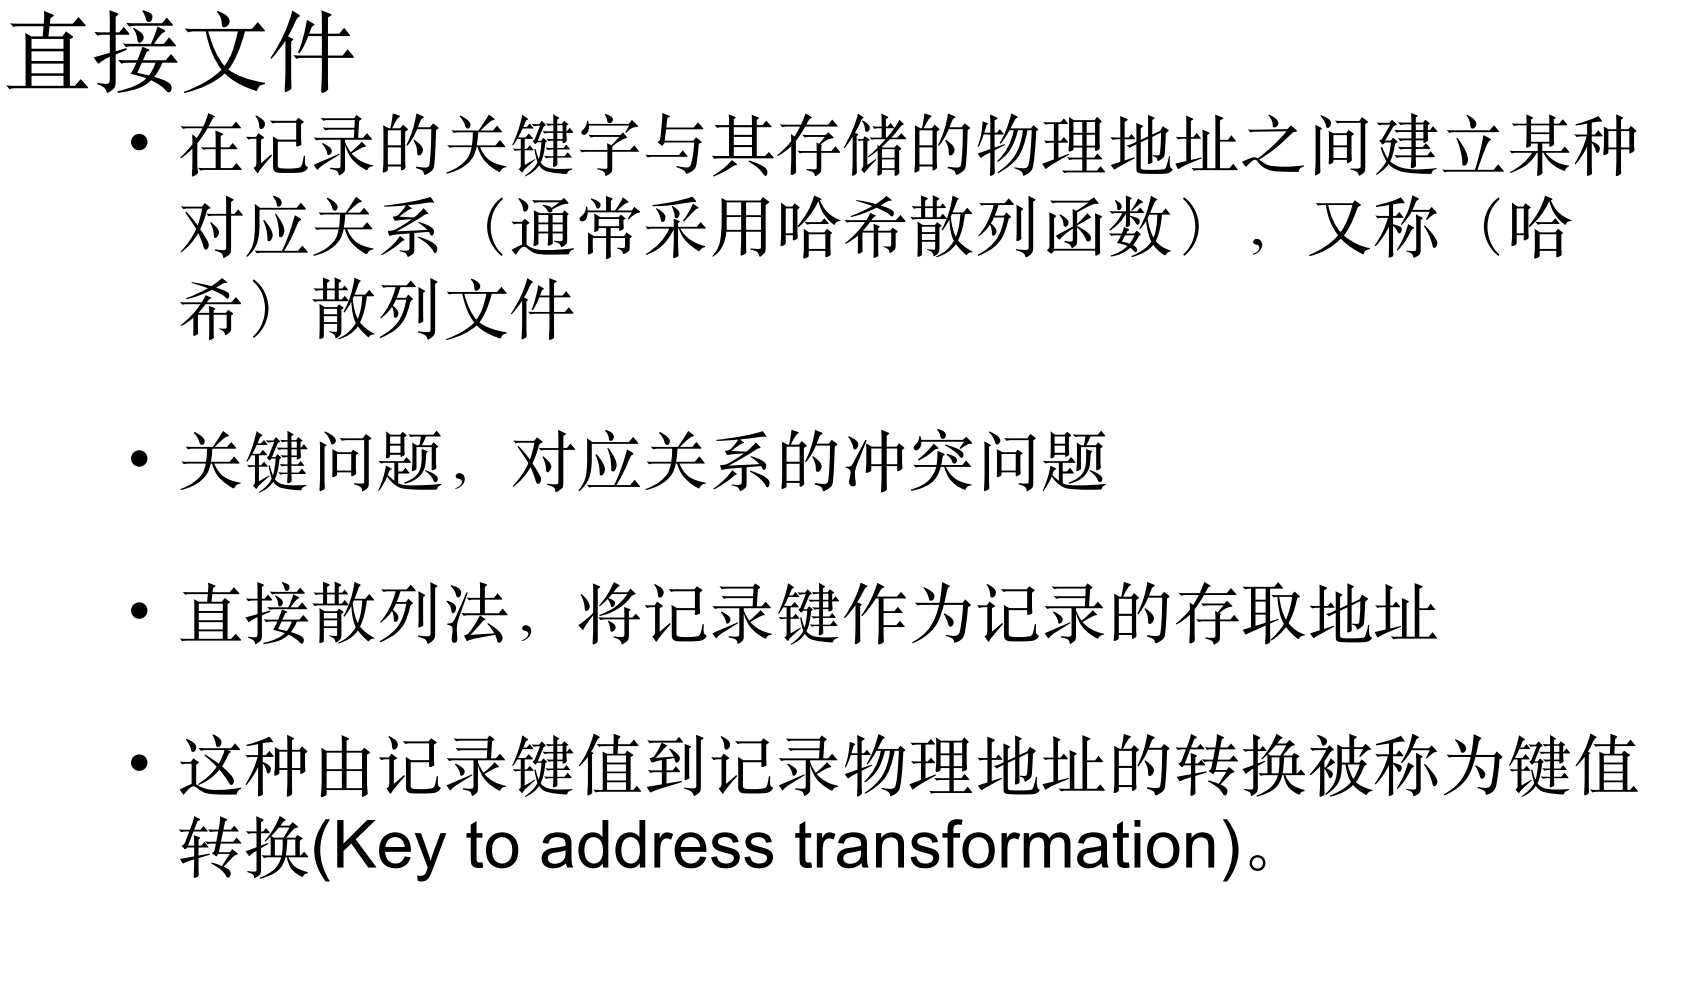 直接文件
• 在记录的关键字与其存储的物理地址之间建立某种
对应关系（通常采用哈希散列函数），又称（哈
希）散列文件
• 关键问题，对应关系的冲突问题
• 直接散列法，将记录键作为记录的存取地址
• 这种由记录键值到记录物理地址的转换被称为键值
转换(Key to address transformation)。